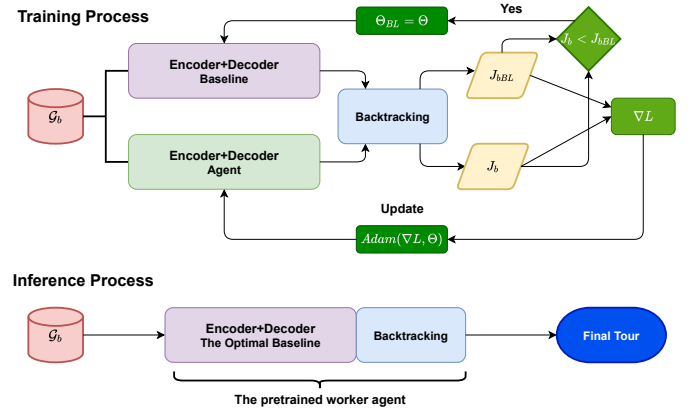 Training Process
Yes
Θ_BL = Θ
J_b < J_bBL
Encoder+Decoder
Baseline
J_bBL
𝒢_b
Backtracking
∇L
Encoder+Decoder
Agent
J_b
Update
Adam(∇L, Θ)
Inference Process
𝒢_b
Encoder+Decoder
The Optimal Baseline
Backtracking
Final Tour
The pretrained worker agent